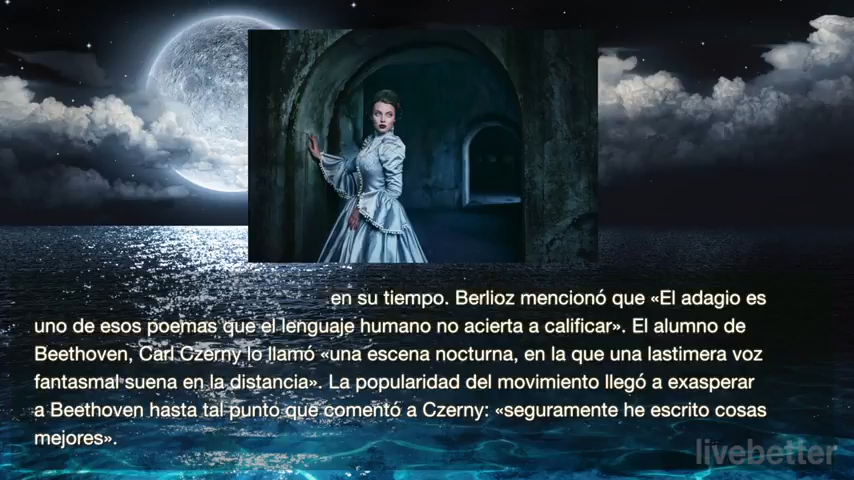 en su tiempo. Berlioz mencionó que «El adagio es
uno de esos poemas que el lenguaje humano no acierta a calificar». El alumno de
Beethoven, Carl Czerny lo llamó «una escena nocturna, en la que una lastimera voz
fantasmal suena en la distancia». La popularidad del movimiento llegó a exasperar
a Beethoven hasta tal punto que comentó a Czerny: «seguramente he escrito cosas
mejores».
livebetter